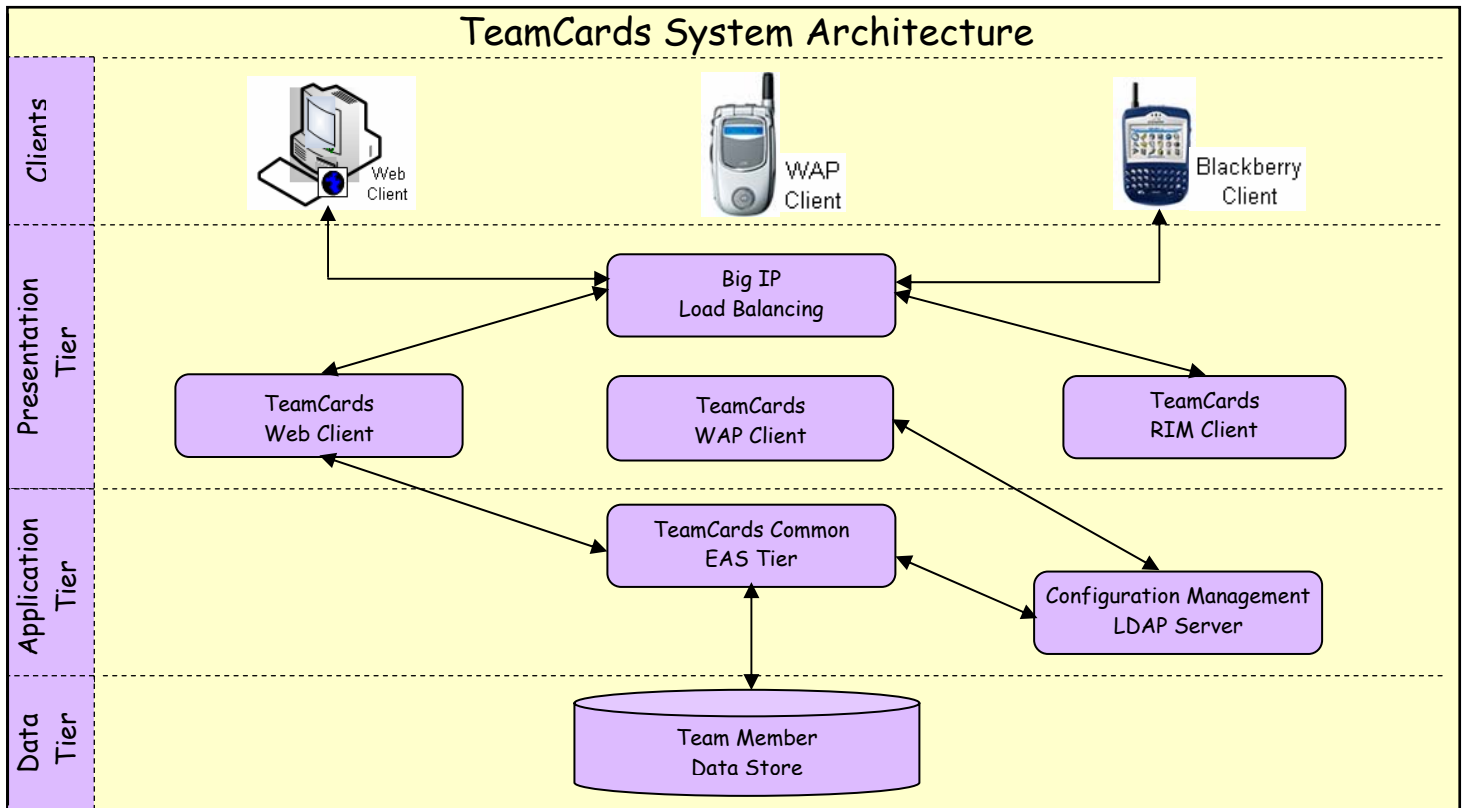 TeamCards System Architecture
Clients
Web
Client
WAP
Client
Blackberry
Client
Presentation
Tier
Big IP
Load Balancing
TeamCards
Web Client
TeamCards
WAP Client
TeamCards
RIM Client
Application
Tier
TeamCards Common
EAS Tier
Configuration Management
LDAP Server
Data
Tier
Team Member
Data Store